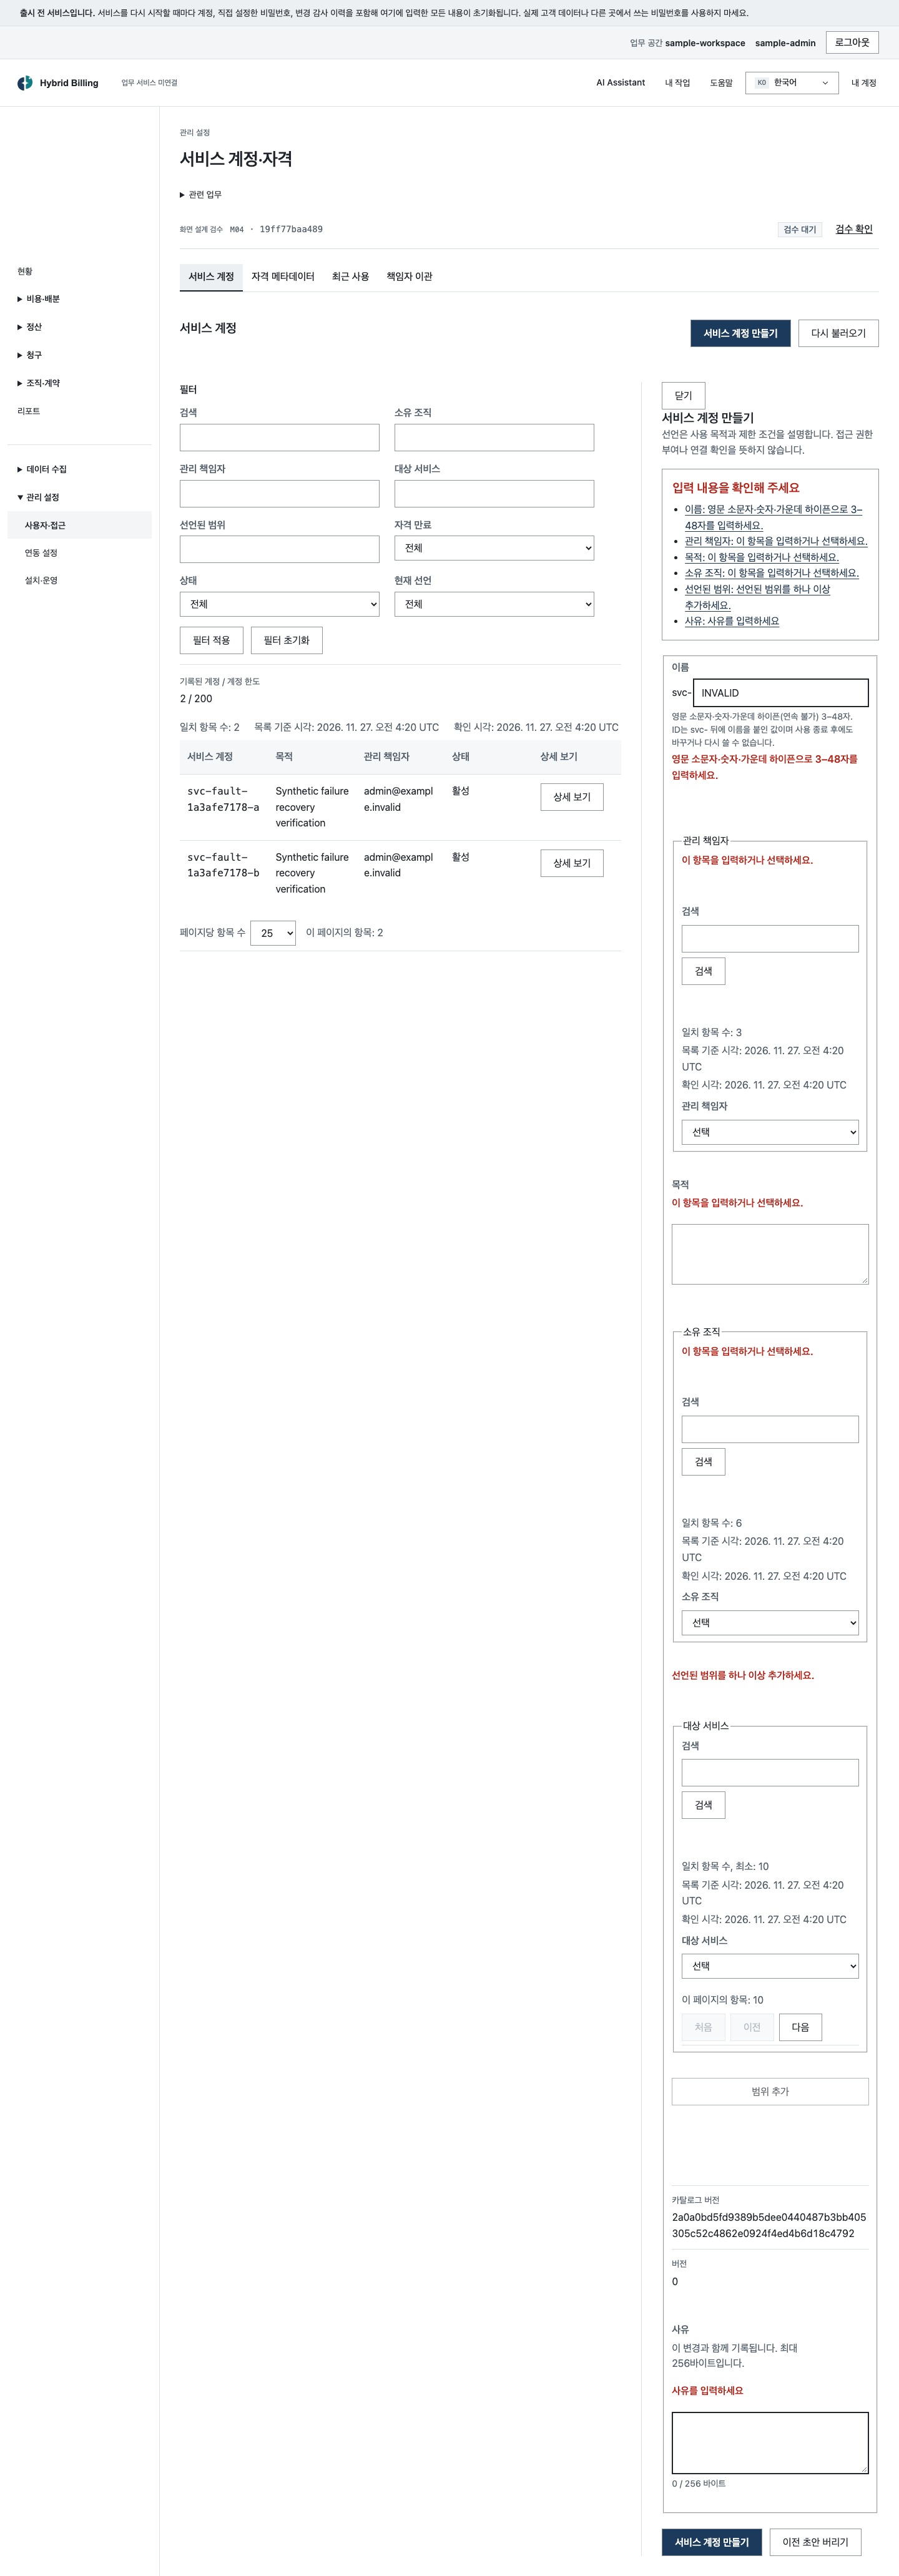 출시 전 서비스입니다. 서비스를 다시 시작할 때마다 계정, 직접 설정한 비밀번호, 변경 감사 이력을 포함해 여기에 입력한 모든 내용이 초기화됩니다. 실제 고객 데이터나 다른 곳에서 쓰는 비밀번호를 사용하지 마세요.
업무 공간 sample-workspace sample-admin 로그아웃
Hybrid Billing 업무 서비스 미연결 AI Assistant 내 작업 도움말 KO 한국어 내 계정
현황
비용·배분
정산
청구
조직·계약
리포트
데이터 수집
관리 설정
사용자·접근
연동 설정
설치·운영
관리 설정
서비스 계정·자격
관련 업무
화면 설계 검수 M04 · 19ff77baa489 검수 대기 검수 확인
서비스 계정 자격 메타데이터 최근 사용 책임자 이관
서비스 계정 서비스 계정 만들기 다시 불러오기
필터
검색 소유 조직
관리 책임자 대상 서비스
선언된 범위 자격 만료
전체
상태 현재 선언
전체 전체
필터 적용 필터 초기화
기록된 계정 / 계정 한도
2 / 200
일치 항목 수: 2 목록 기준 시각: 2026. 11. 27. 오전 4:20 UTC 확인 시각: 2026. 11. 27. 오전 4:20 UTC
서비스 계정 목적 관리 책임자 상태 상세 보기
svc-fault- Synthetic failure admin@exampl 활성 상세 보기
1a3afe7178-a recovery e.invalid
verification
svc-fault- Synthetic failure admin@exampl 활성 상세 보기
1a3afe7178-b recovery e.invalid
verification
페이지당 항목 수 25 이 페이지의 항목: 2
닫기
서비스 계정 만들기
선언은 사용 목적과 제한 조건을 설명합니다. 접근 권한
부여나 연결 확인을 뜻하지 않습니다.
입력 내용을 확인해 주세요
이름: 영문 소문자·숫자·가운데 하이픈으로 3–
48자를 입력하세요.
관리 책임자: 이 항목을 입력하거나 선택하세요.
목적: 이 항목을 입력하거나 선택하세요.
소유 조직: 이 항목을 입력하거나 선택하세요.
선언된 범위: 선언된 범위를 하나 이상
추가하세요.
사유: 사유를 입력하세요
이름
svc- INVALID
영문 소문자·숫자·가운데 하이픈(연속 불가) 3–48자.
ID는 svc- 뒤에 이름을 붙인 값이며 사용 종료 후에도
바꾸거나 다시 쓸 수 없습니다.
영문 소문자·숫자·가운데 하이픈으로 3–48자를
입력하세요.
관리 책임자
이 항목을 입력하거나 선택하세요.
검색
검색
일치 항목 수: 3
목록 기준 시각: 2026. 11. 27. 오전 4:20
UTC
확인 시각: 2026. 11. 27. 오전 4:20 UTC
관리 책임자
선택
목적
이 항목을 입력하거나 선택하세요.
소유 조직
이 항목을 입력하거나 선택하세요.
검색
검색
일치 항목 수: 6
목록 기준 시각: 2026. 11. 27. 오전 4:20
UTC
확인 시각: 2026. 11. 27. 오전 4:20 UTC
소유 조직
선택
선언된 범위를 하나 이상 추가하세요.
대상 서비스
검색
검색
일치 항목 수, 최소: 10
목록 기준 시각: 2026. 11. 27. 오전 4:20
UTC
확인 시각: 2026. 11. 27. 오전 4:20 UTC
대상 서비스
선택
이 페이지의 항목: 10
처음 이전 다음
범위 추가
카탈로그 버전
2a0a0bd5fd9389b5dee0440487b3bb405
305c52c4862e0924f4ed4b6d18c4792
버전
0
사유
이 변경과 함께 기록됩니다. 최대
256바이트입니다.
사유를 입력하세요
0 / 256 바이트
서비스 계정 만들기 이전 초안 버리기